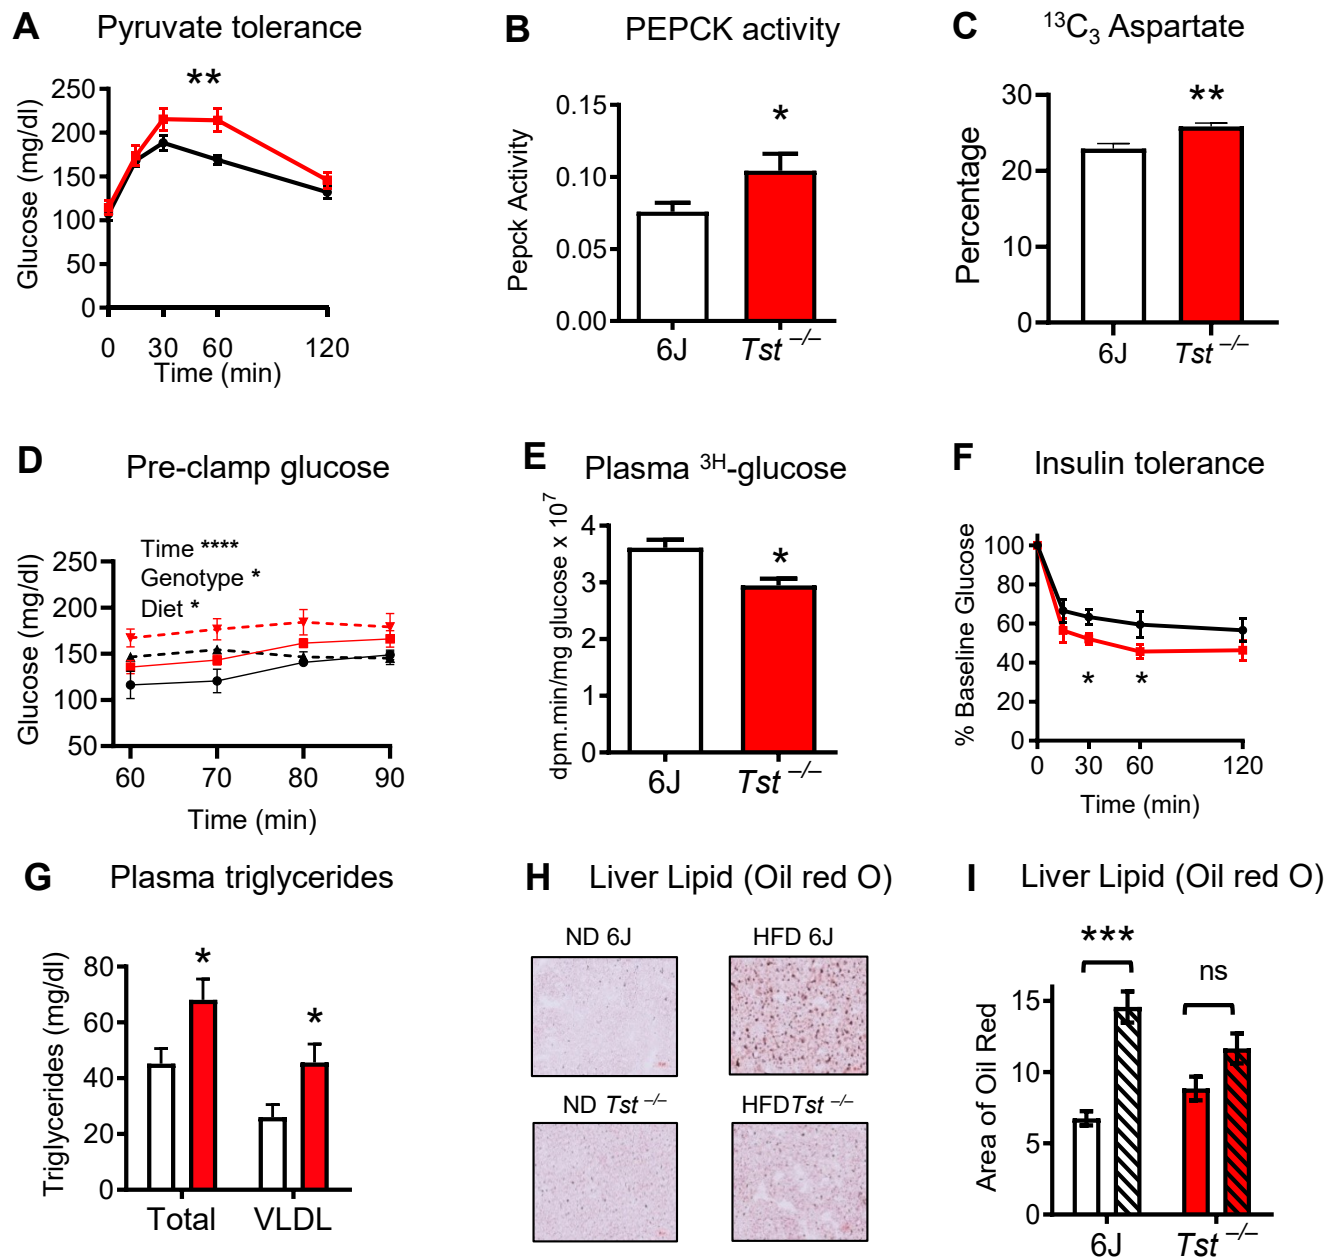 A Pyruvate tolerance
**
Glucose (mg/dl)
250
200
150
100
50
0
0 30 60 120
Time (min)
B PEPCK activity
*
Pepck Activity
0.15
0.10
0.05
0.00
6J Tst −/−
C ¹³C₃ Aspartate
**
Percentage
30
20
10
0
6J Tst −/−
D Pre-clamp glucose
Time ****
Genotype *
Diet *
Glucose (mg/dl)
250
200
150
100
50
60 70 80 90
Time (min)
E Plasma ³ᴴ-glucose
*
dpm.min/mg glucose x 10⁷
4
3
2
1
0
6J Tst −/−
F Insulin tolerance
% Baseline Glucose
100
80
60
40
20
0
* *
0 30 60 120
Time (min)
G Plasma triglycerides
* *
Triglycerides (mg/dl)
80
60
40
20
0
Total VLDL
H Liver Lipid (Oil red O)
ND 6J HFD 6J
ND Tst −/− HFDTst −/−
I Liver Lipid (Oil red O)
*** ns
Area of Oil Red
15
10
5
0
6J Tst −/−